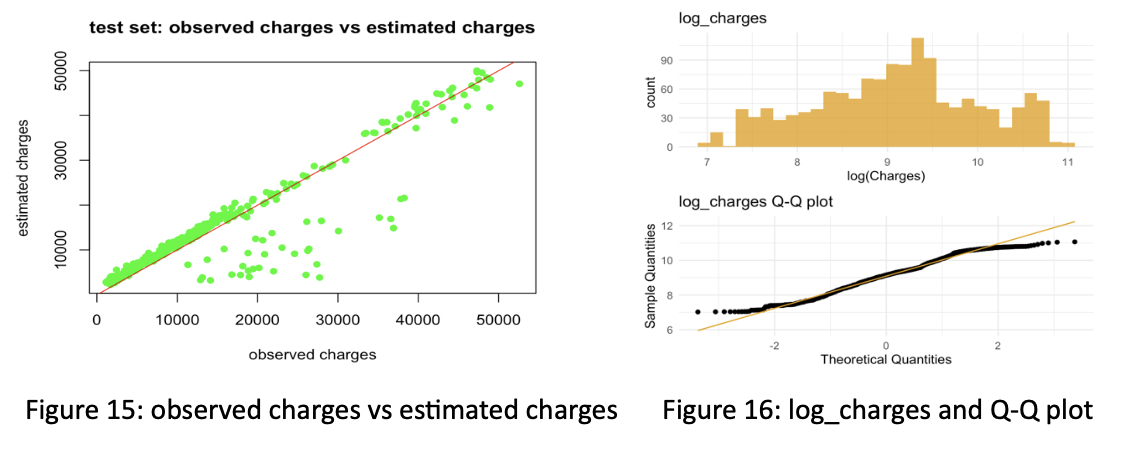 test set: observed charges vs estimated charges
estimated charges
50000
30000
10000
0 10000 20000 30000 40000 50000
observed charges
Figure 15: observed charges vs estimated charges
log_charges
count
90
60
30
0
7 8 9 10 11
log(Charges)
log_charges Q-Q plot
Sample Quantities
12
10
8
6
-2 0 2
Theoretical Quantities
Figure 16: log_charges and Q-Q plot